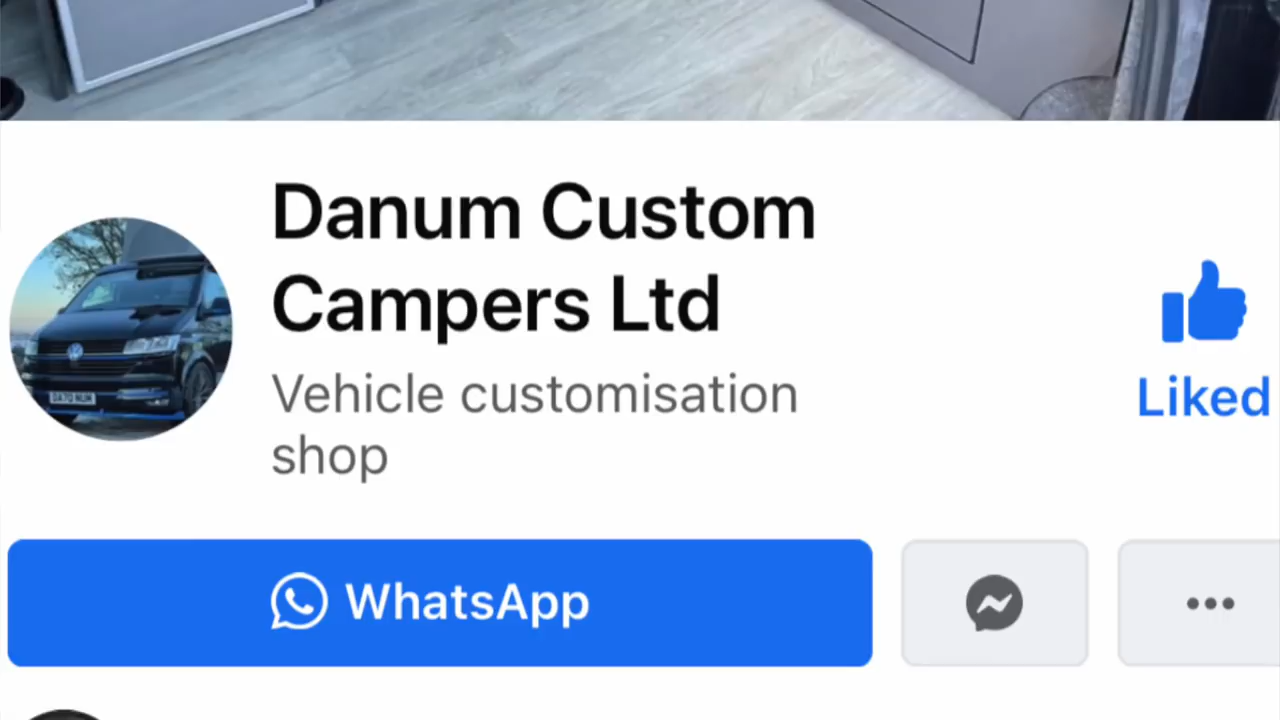 Danum Custom
Campers Ltd
Vehicle customisation
shop
Liked
WhatsApp